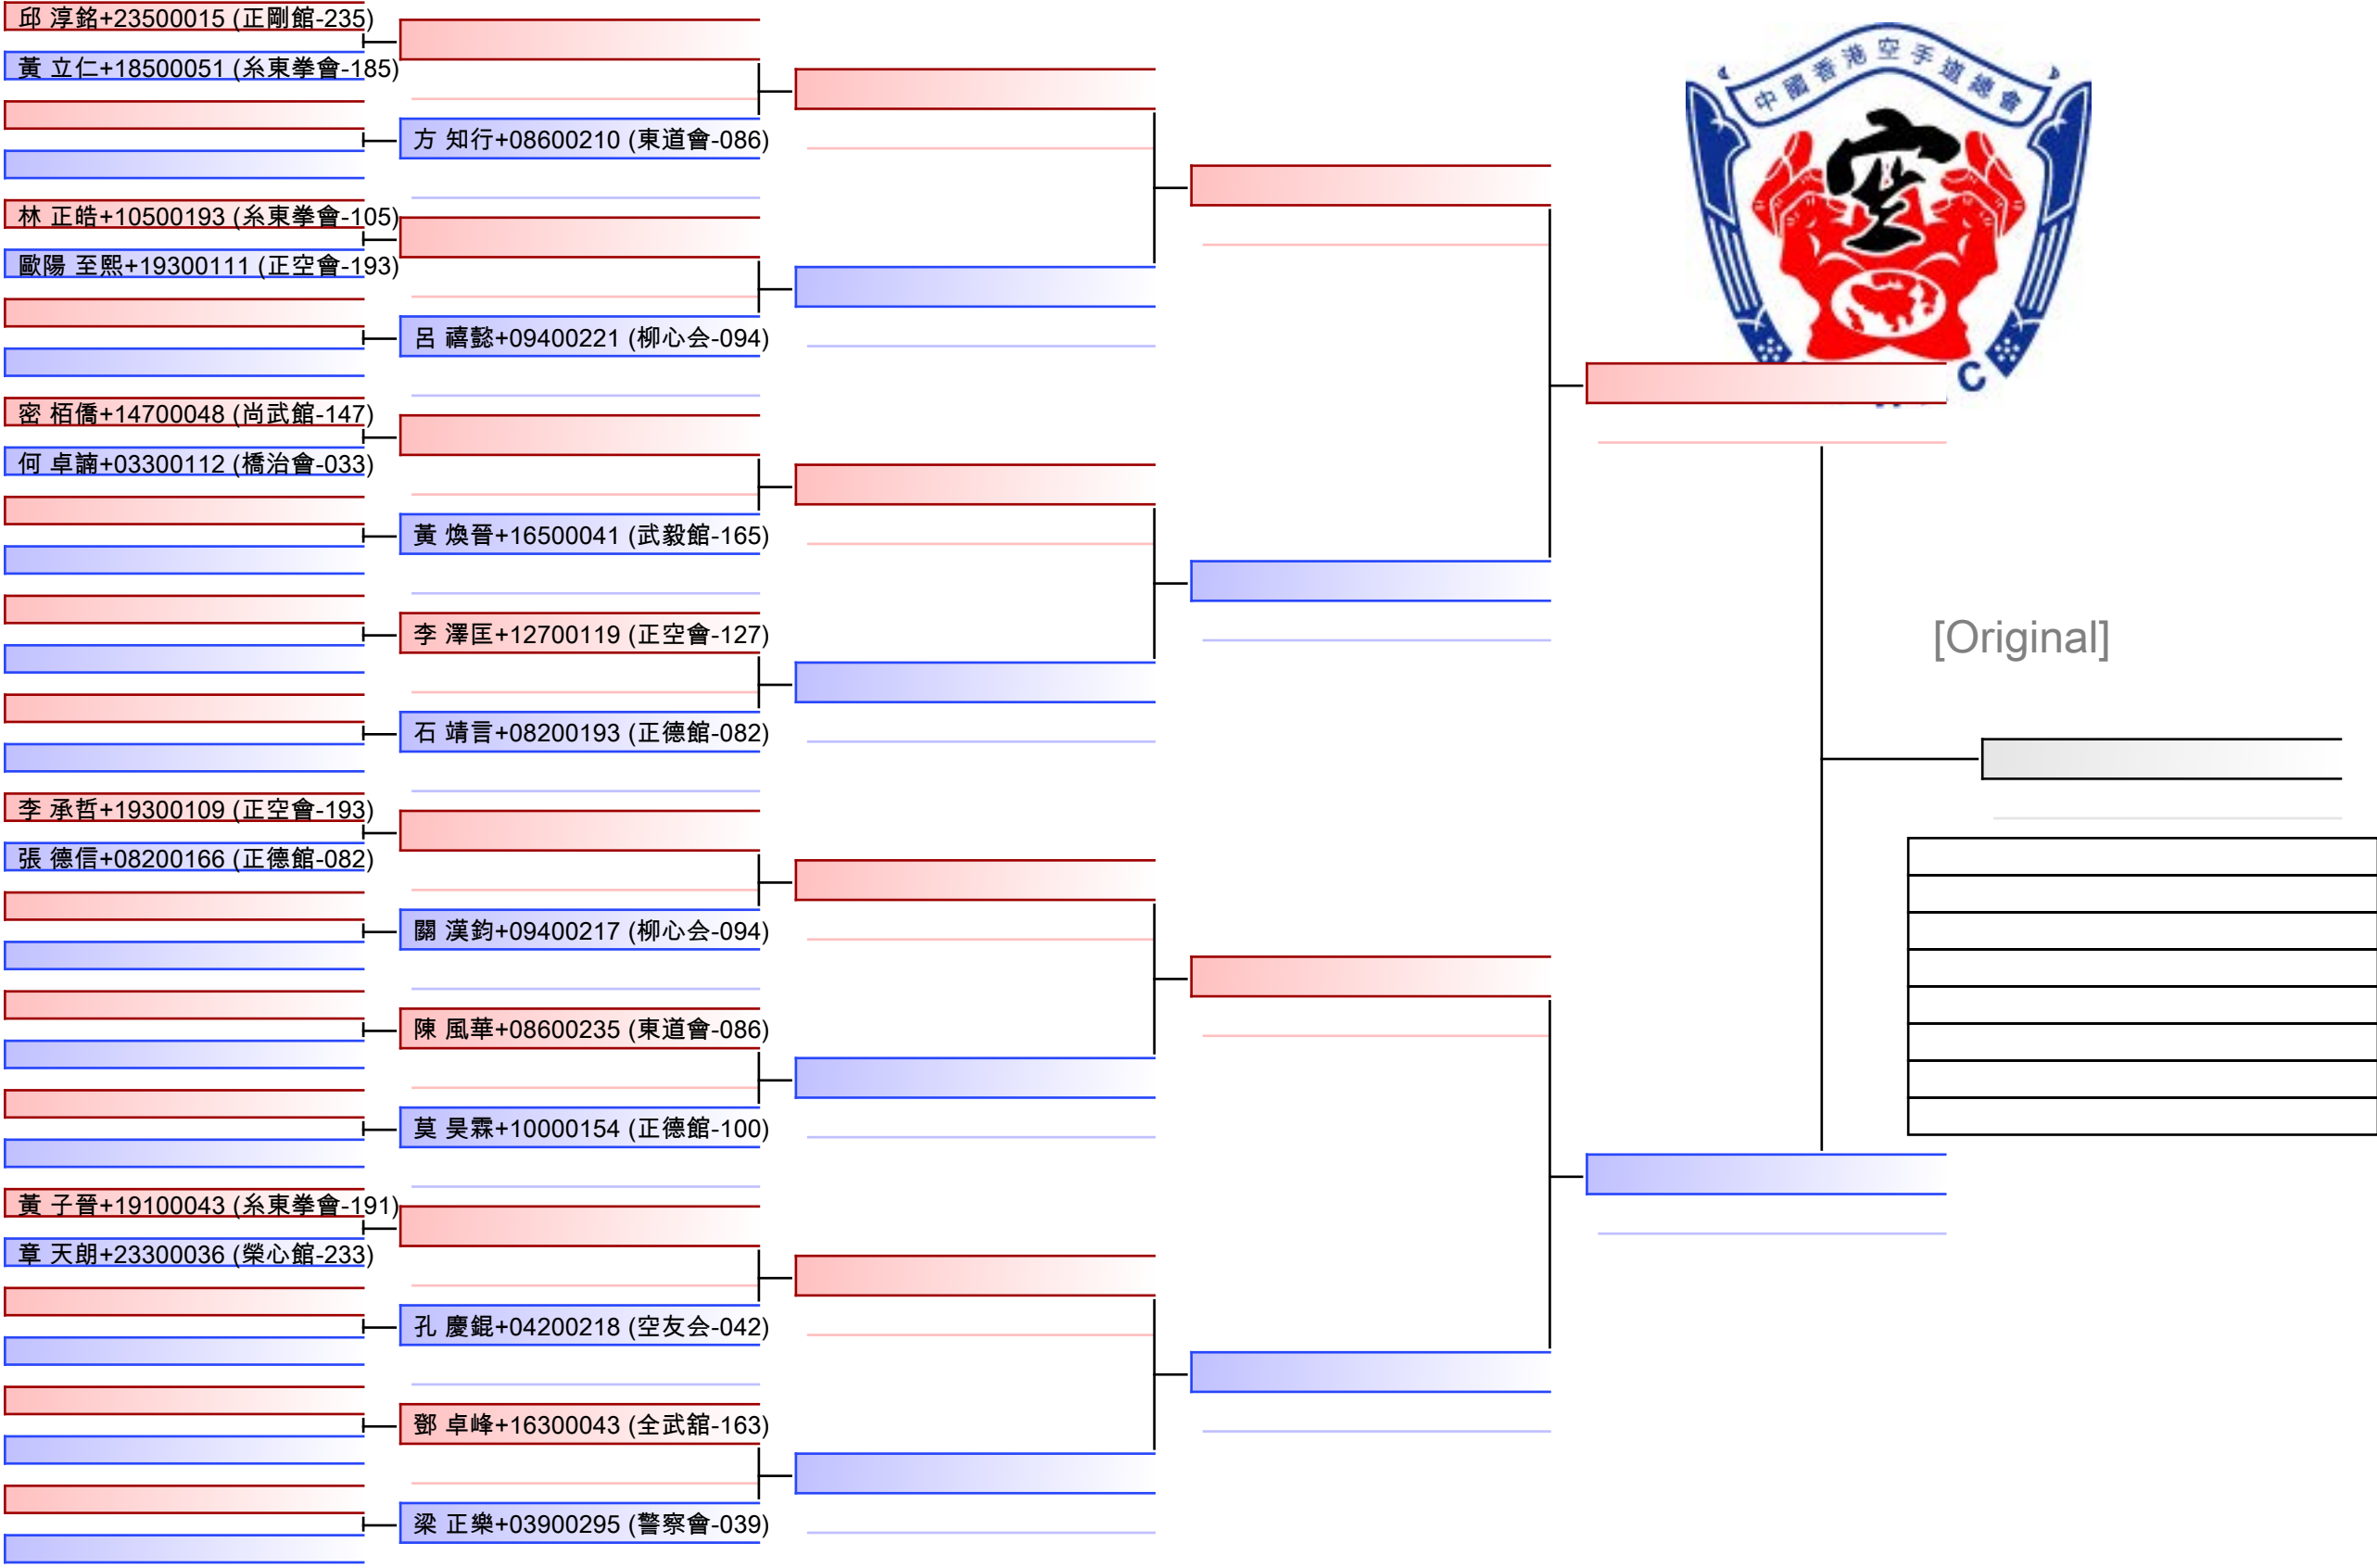 邱 淳銘+23500015 (正剛館-235)
黃 立仁+18500051 (糸東拳會-185)
方 知行+08600210 (東道會-086)
林 正皓+10500193 (糸東拳會-105)
歐陽 至熙+19300111 (正空會-193)
呂 禧懿+09400221 (柳心会-094)
密 栢僑+14700048 (尚武館-147)
何 卓諵+03300112 (橋治會-033)
黃 煥晉+16500041 (武毅館-165)
李 澤匡+12700119 (正空會-127)
石 靖言+08200193 (正德館-082)
李 承哲+19300109 (正空會-193)
張 德信+08200166 (正德館-082)
關 漢鈞+09400217 (柳心会-094)
陳 風華+08600235 (東道會-086)
莫 昊霖+10000154 (正德館-100)
黃 子晉+19100043 (糸東拳會-191)
章 天朗+23300036 (榮心館-233)
孔 慶錕+04200218 (空友会-042)
鄧 卓峰+16300043 (全武舘-163)
梁 正樂+03900295 (警察會-039)
中國香港空手道總會
空
C
[Original]